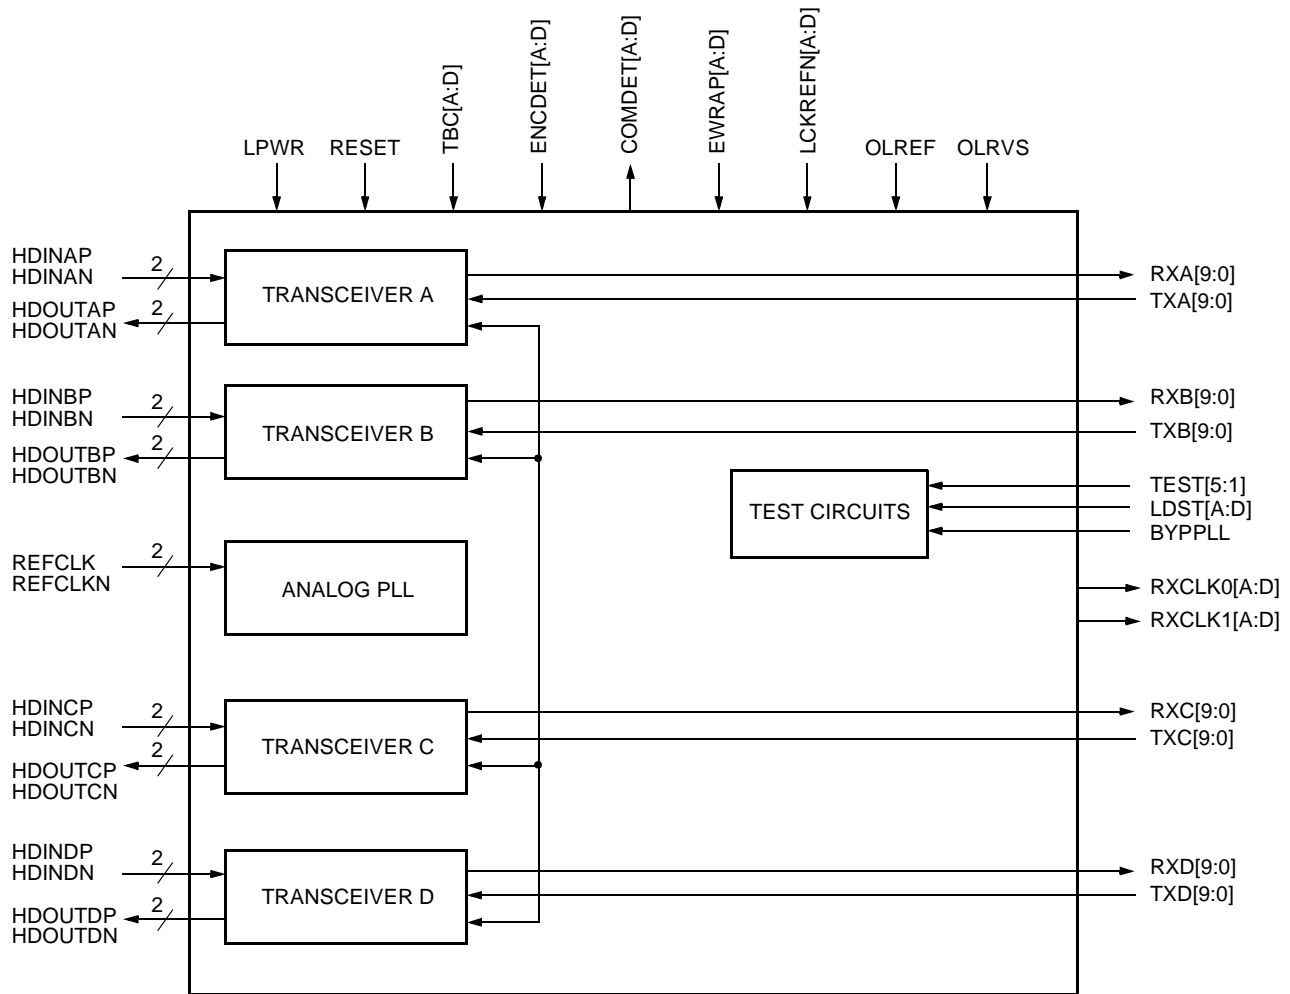 TBC[A:D]
ENCDET[A:D]
COMDET[A:D]
EWRAP[A:D]
LCKREFN[A:D]
LPWR
RESET
OLREF
OLRVS
HDINAP
HDINAN
2
HDOUTAP
HDOUTAN
2
TRANSCEIVER A
RXA[9:0]
TXA[9:0]
HDINBP
HDINBN
2
HDOUTBP
HDOUTBN
2
TRANSCEIVER B
RXB[9:0]
TXB[9:0]
TEST CIRCUITS
TEST[5:1]
LDST[A:D]
BYPPLL
REFCLK
REFCLKN
2
ANALOG PLL
RXCLK0[A:D]
RXCLK1[A:D]
HDINCP
HDINCN
2
HDOUTCP
HDOUTCN
2
TRANSCEIVER C
RXC[9:0]
TXC[9:0]
HDINDP
HDINDN
2
HDOUTDP
HDOUTDN
2
TRANSCEIVER D
RXD[9:0]
TXD[9:0]